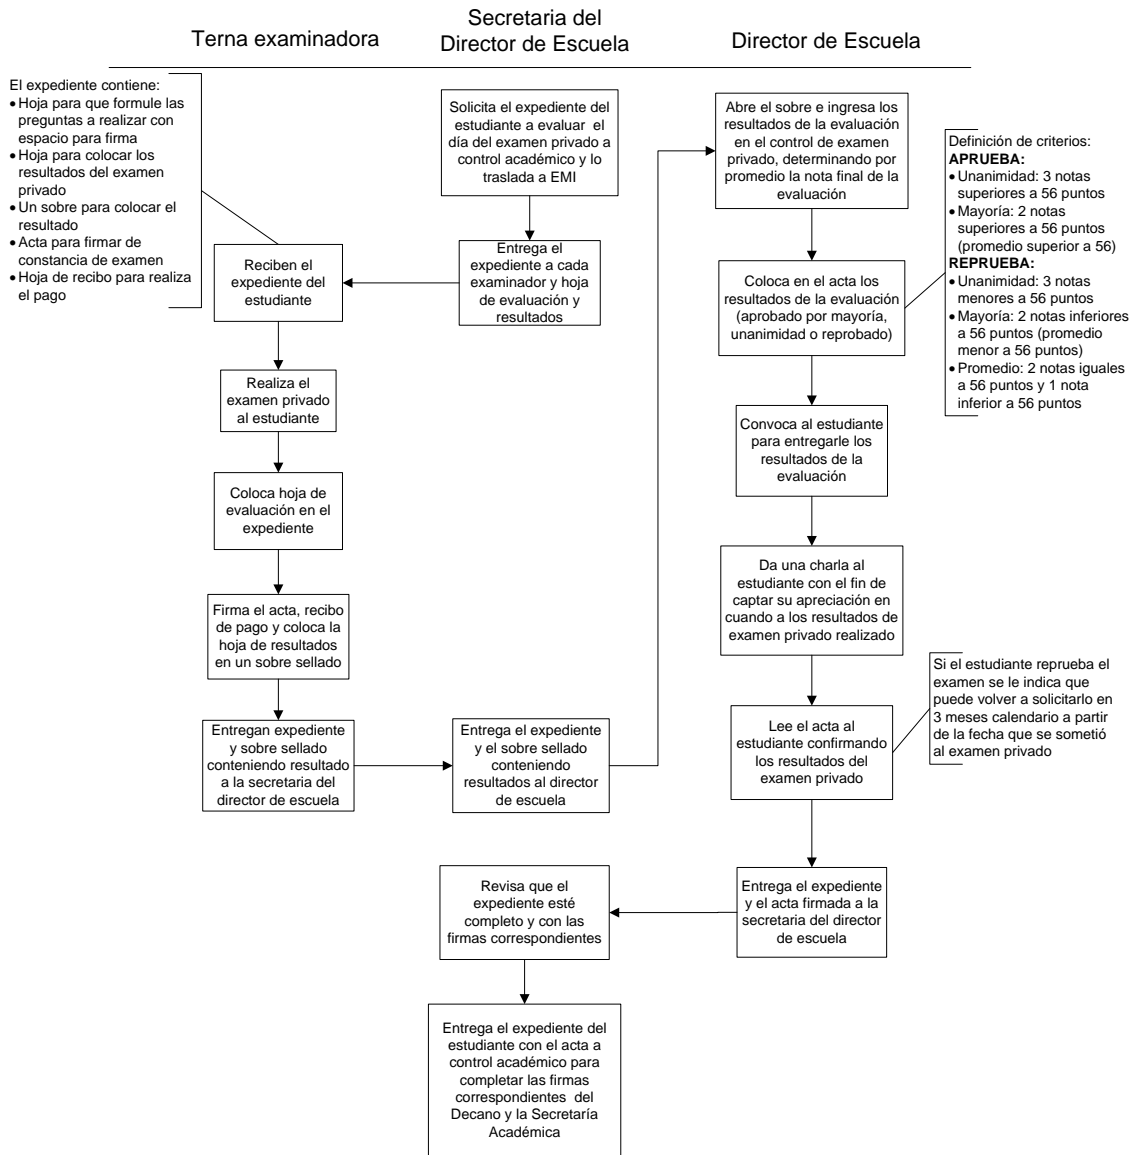 Terna examinadora
Secretaria del
Director de Escuela
Director de Escuela
El expediente contiene:
• Hoja para que formule las
preguntas a realizar con
espacio para firma
• Hoja para colocar los
resultados del examen
privado
• Un sobre para colocar el
resultado
• Acta para firmar de
constancia de examen
• Hoja de recibo para realiza
el pago
Solicita el expediente del
estudiante a evaluar el
día del examen privado a
control académico y lo
traslada a EMI
Entrega el
expediente a cada
examinador y hoja
de evaluación y
resultados
Reciben el
expediente del
estudiante
Realiza el
examen privado
al estudiante
Coloca hoja de
evaluación en el
expediente
Firma el acta, recibo
de pago y coloca la
hoja de resultados
en un sobre sellado
Entregan expediente
y sobre sellado
conteniendo resultado
a la secretaria del
director de escuela
Entrega el expediente
y el sobre sellado
conteniendo
resultados al director
de escuela
Abre el sobre e ingresa los
resultados de la evaluación
en el control de examen
privado, determinando por
promedio la nota final de la
evaluación
Coloca en el acta los
resultados de la evaluación
(aprobado por mayoría,
unanimidad o reprobado)
Definición de criterios:
APRUEBA:
• Unanimidad: 3 notas
superiores a 56 puntos
• Mayoría: 2 notas
superiores a 56 puntos
(promedio superior a 56)
REPRUEBA:
• Unanimidad: 3 notas
menores a 56 puntos
• Mayoría: 2 notas inferiores
a 56 puntos (promedio
menor a 56 puntos)
• Promedio: 2 notas iguales
a 56 puntos y 1 nota
inferior a 56 puntos
Convoca al estudiante
para entregarle los
resultados de la
evaluación
Da una charla al
estudiante con el fin de
captar su apreciación en
cuando a los resultados de
examen privado realizado
Lee el acta al
estudiante confirmando
los resultados del
examen privado
Si el estudiante reprueba el
examen se le indica que
puede volver a solicitarlo en
3 meses calendario a partir
de la fecha que se sometió
al examen privado
Entrega el expediente
y el acta firmada a la
secretaria del director
de escuela
Revisa que el
expediente esté
completo y con las
firmas correspondientes
Entrega el expediente del
estudiante con el acta a
control académico para
completar las firmas
correspondientes del
Decano y la Secretaría
Académica